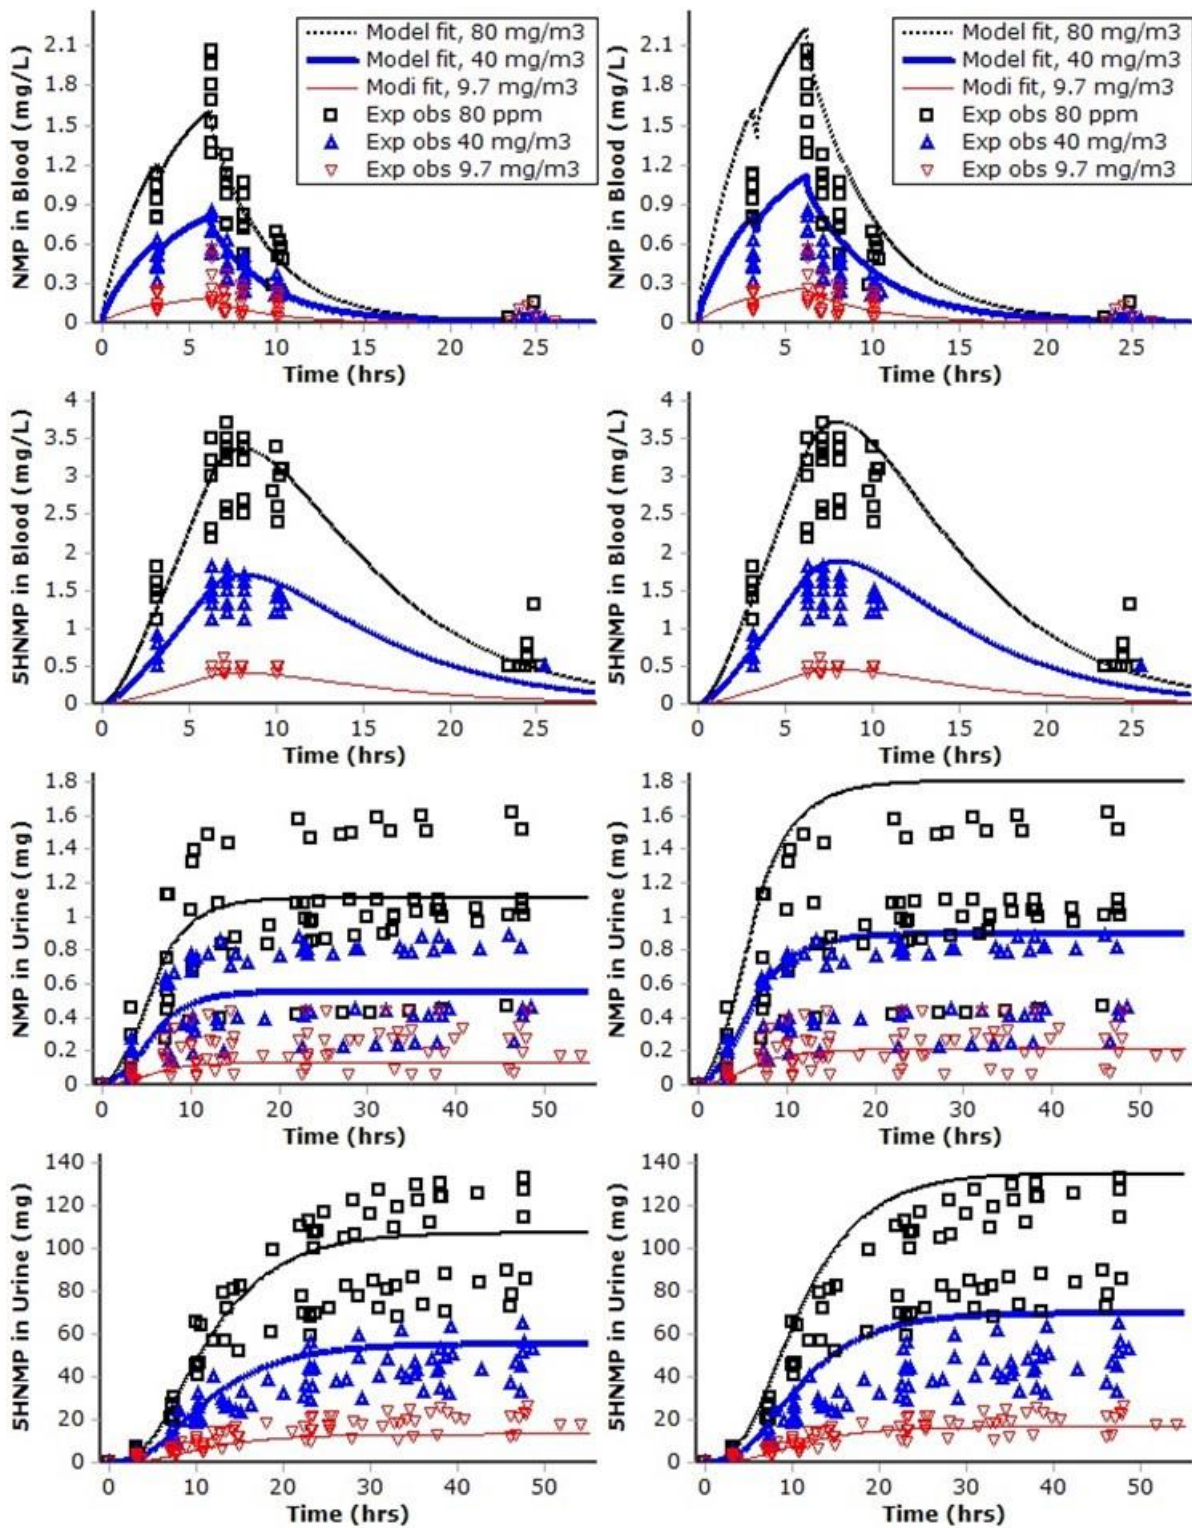 NMP in Blood (mg/L)
2.1
1.8
1.5
1.2
0.9
0.6
0.3
0
Model fit, 80 mg/m3
Model fit, 40 mg/m3
Modi fit, 9.7 mg/m3
Exp obs 80 ppm
Exp obs 40 mg/m3
Exp obs 9.7 mg/m3
0 5 10 15 20 25
Time (hrs)
NMP in Blood (mg/L)
2.1
1.8
1.5
1.2
0.9
0.6
0.3
0
Model fit, 80 mg/m3
Model fit, 40 mg/m3
Modi fit, 9.7 mg/m3
Exp obs 80 ppm
Exp obs 40 mg/m3
Exp obs 9.7 mg/m3
0 5 10 15 20 25
Time (hrs)
5HNMP in Blood (mg/L)
4
3.5
3
2.5
2
1.5
1
0.5
0
0 5 10 15 20 25
Time (hrs)
5HNMP in Blood (mg/L)
4
3.5
3
2.5
2
1.5
1
0.5
0
0 5 10 15 20 25
Time (hrs)
NMP in Urine (mg)
1.8
1.6
1.4
1.2
1
0.8
0.6
0.4
0.2
0
0 10 20 30 40 50
Time (hrs)
NMP in Urine (mg)
1.8
1.6
1.4
1.2
1
0.8
0.6
0.4
0.2
0
0 10 20 30 40 50
Time (hrs)
5HNMP in Urine (mg)
140
120
100
80
60
40
20
0
0 10 20 30 40 50
Time (hrs)
5HNMP in Urine (mg)
140
120
100
80
60
40
20
0
0 10 20 30 40 50
Time (hrs)